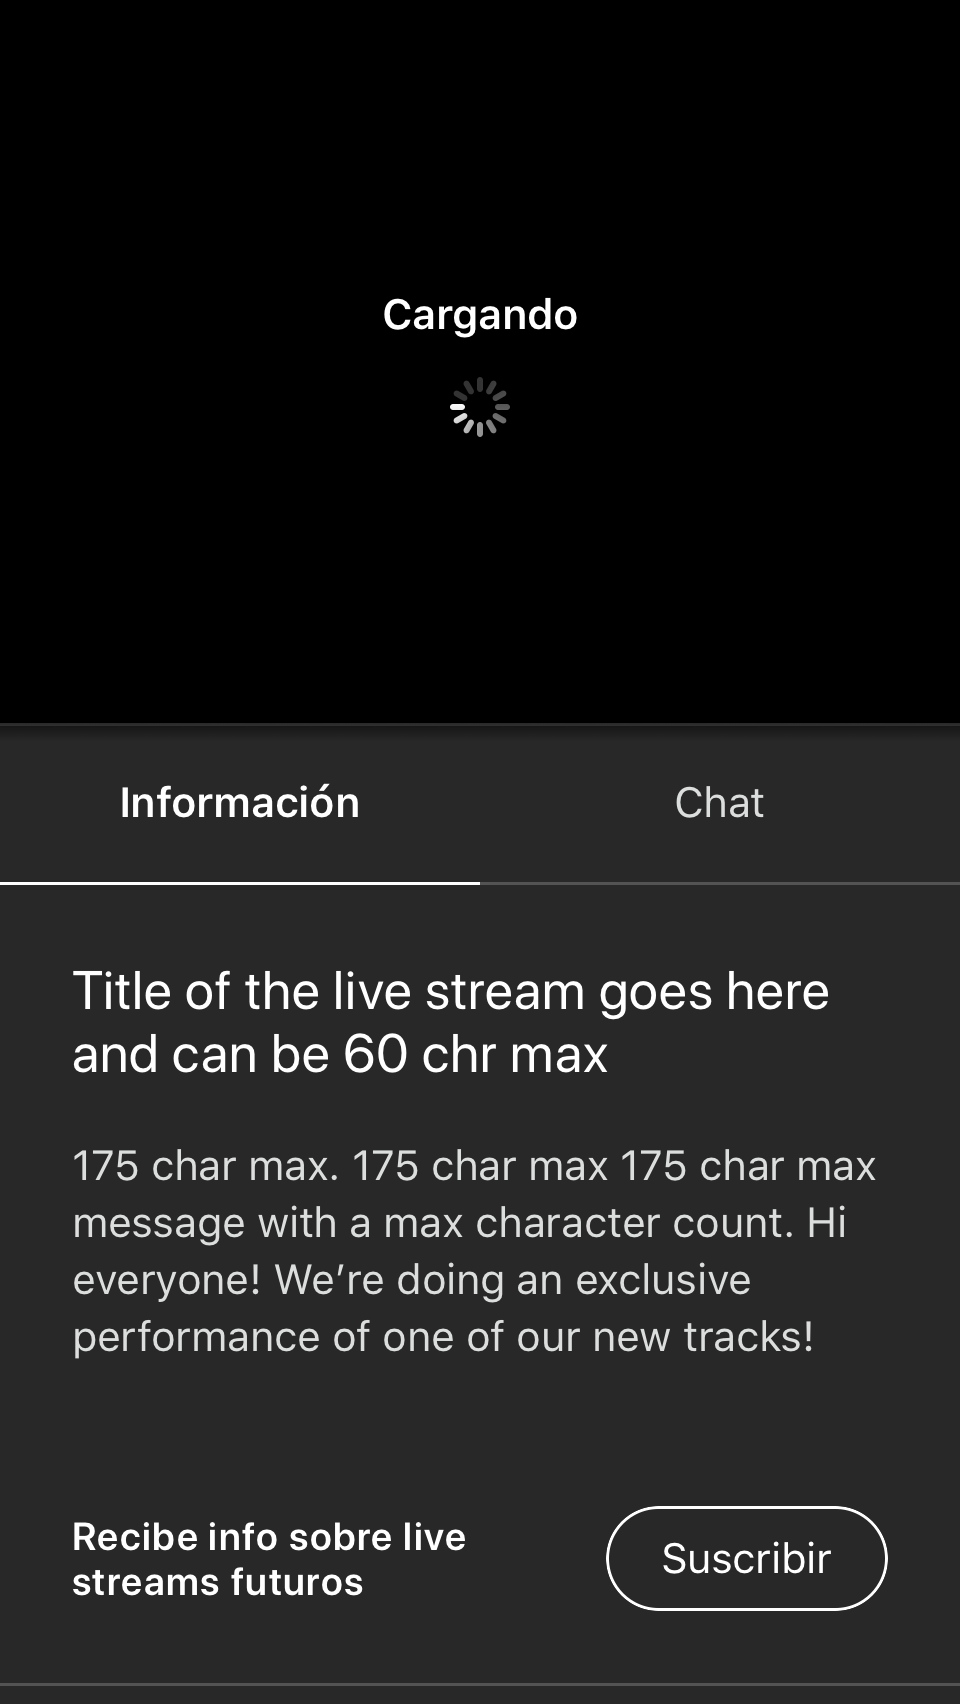 Cargando
Información
Chat
Title of the live stream goes here
and can be 60 chr max
175 char max. 175 char max 175 char max
message with a max character count. Hi
everyone! We’re doing an exclusive
performance of one of our new tracks!
Recibe info sobre live
streams futuros
Suscribir